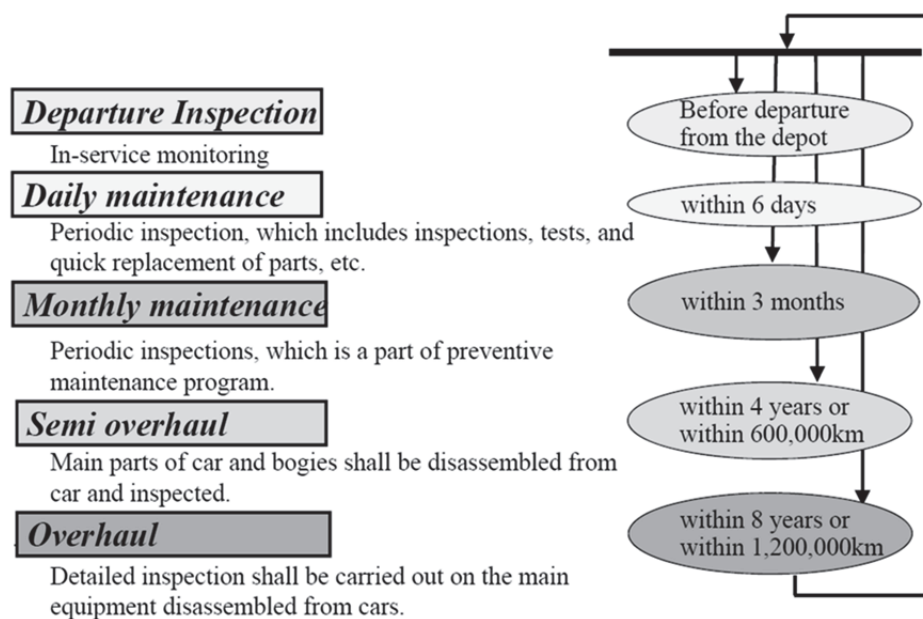 Departure Inspection
In-service monitoring
Daily maintenance
Periodic inspection, which includes inspections, tests, and
quick replacement of parts, etc.
Monthly maintenance
Periodic inspections, which is a part of preventive
maintenance program.
Semi overhaul
Main parts of car and bogies shall be disassembled from
car and inspected.
Overhaul
Detailed inspection shall be carried out on the main
equipment disassembled from cars.
Before departure
from the depot
within 6 days
within 3 months
within 4 years or
within 600,000km
within 8 years or
within 1,200,000km